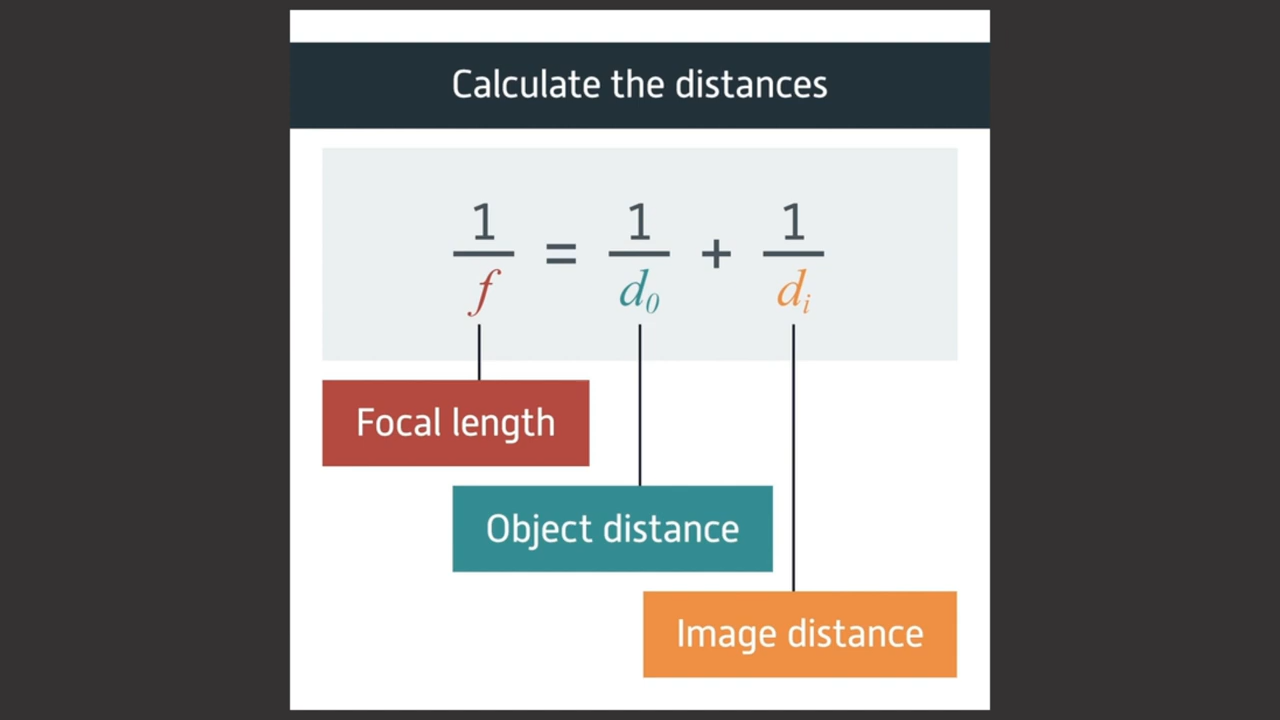 Calculate the distances
1/f = 1/d₀ + 1/dᵢ
Focal length
Object distance
Image distance